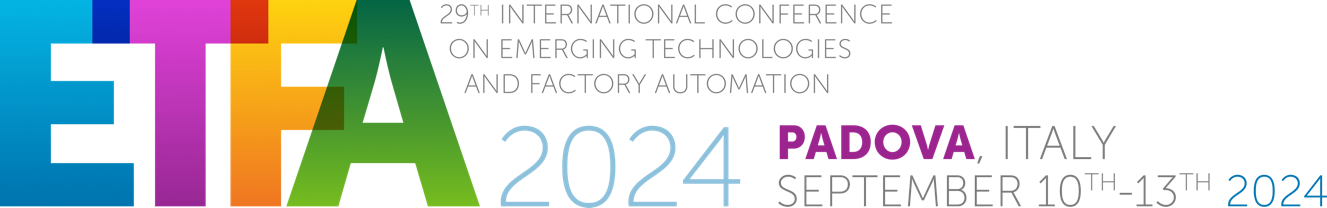 ETFA
29TH INTERNATIONAL CONFERENCE
ON EMERGING TECHNOLOGIES
AND FACTORY AUTOMATION
2024
PADOVA, ITALY
SEPTEMBER 10TH-13TH 2024